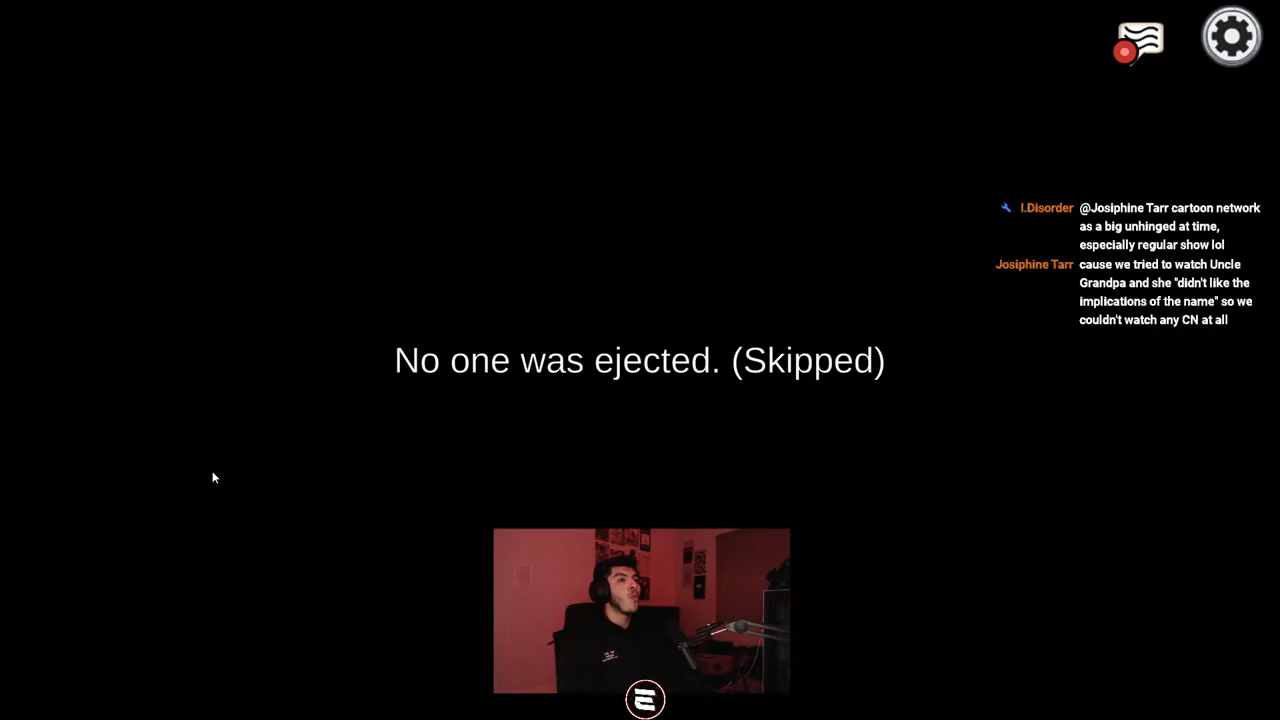 I.Disorder @Josiphine Tarr cartoon network
as a big unhinged at time,
especially regular show lol
Josiphine Tarr cause we tried to watch Uncle
Grandpa and she "didn't like the
implications of the name" so we
couldn't watch any CN at all
No one was ejected. (Skipped)